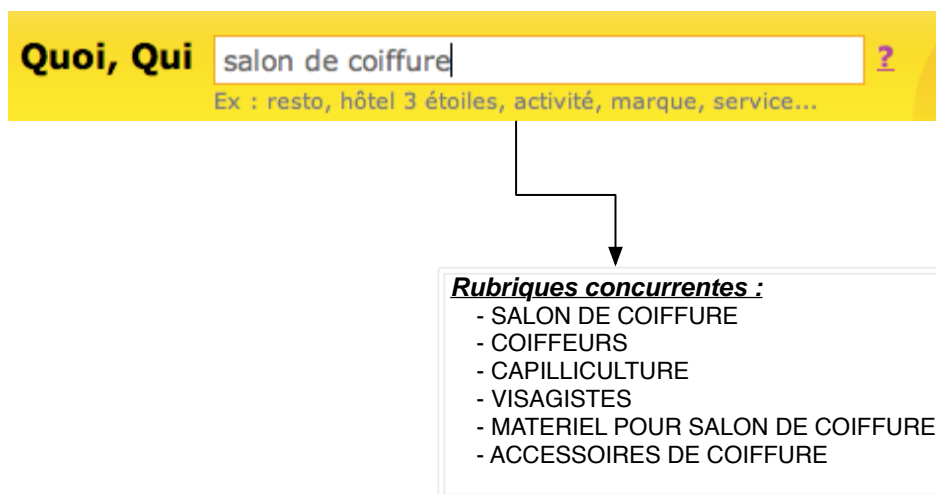 Quoi, Qui salon de coiffure ?
Ex : resto, hôtel 3 étoiles, activité, marque, service...
Rubriques concurrentes :
- SALON DE COIFFURE
- COIFFEURS
- CAPILLICULTURE
- VISAGISTES
- MATERIEL POUR SALON DE COIFFURE
- ACCESSOIRES DE COIFFURE